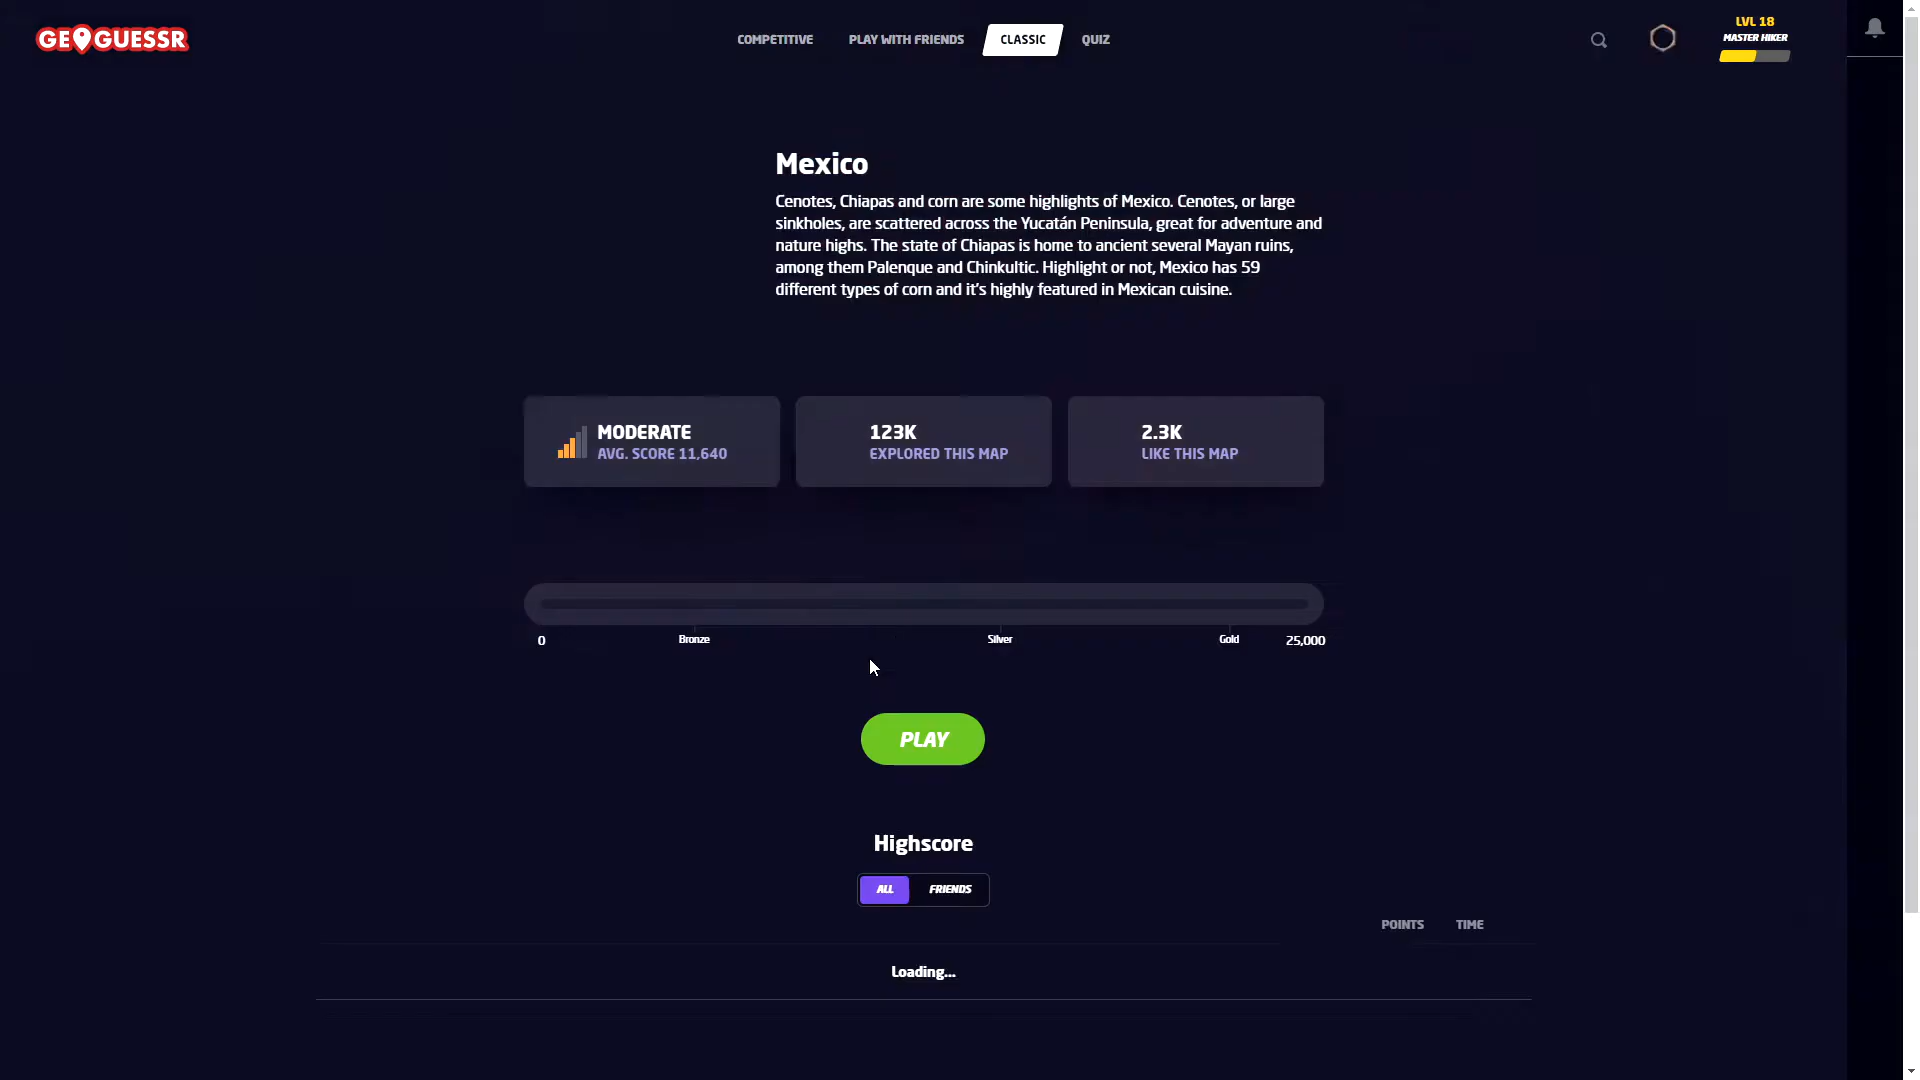 GEOGUESSR
COMPETITIVE
PLAY WITH FRIENDS
CLASSIC
QUIZ
LVL 18
MASTER HIKER
Mexico
Cenotes, Chiapas and corn are some highlights of Mexico. Cenotes, or large
sinkholes, are scattered across the Yucatán Peninsula, great for adventure and
nature highs. The state of Chiapas is home to ancient several Mayan ruins,
among them Palenque and Chinkultic. Highlight or not, Mexico has 59
different types of corn and it's highly featured in Mexican cuisine.
MODERATE
AVG. SCORE 11,640
123K
EXPLORED THIS MAP
2.3K
LIKE THIS MAP
0
Bronze
Silver
Gold
25,000
PLAY
Highscore
ALL
FRIENDS
POINTS
TIME
Loading...